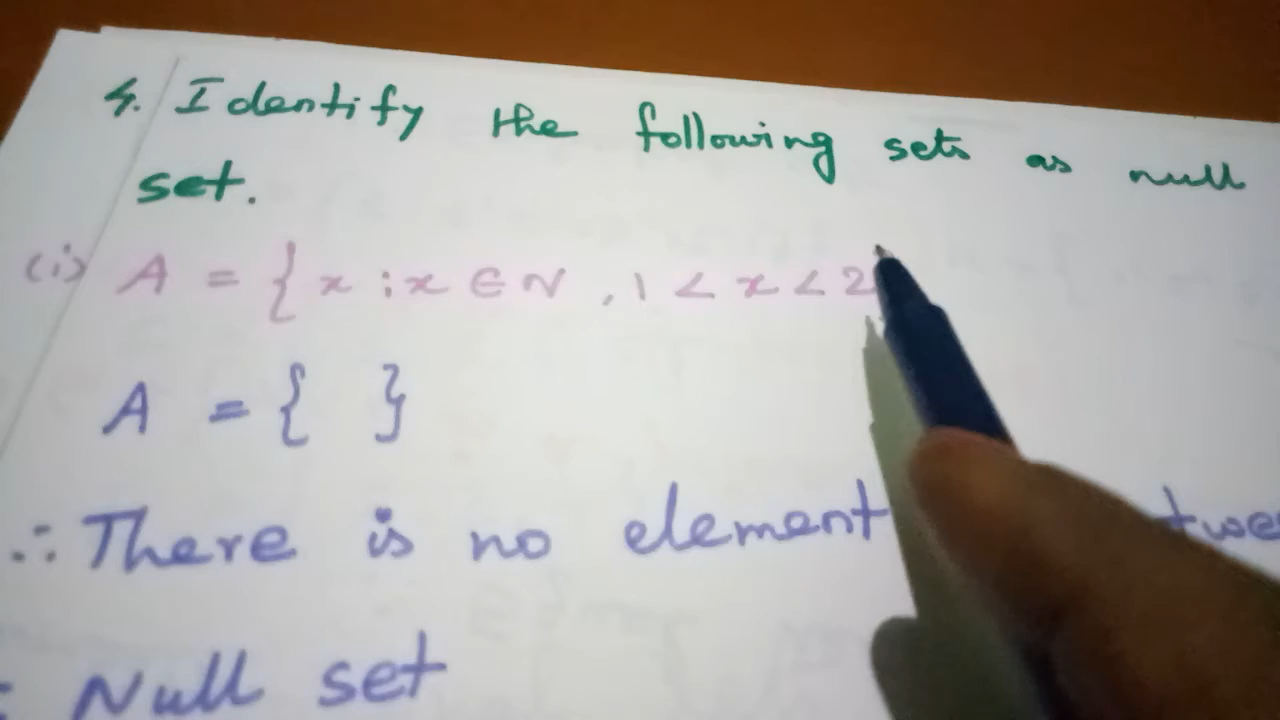 4. Identify the following sets as null
set.
(i) A = { x : x ∈ N , 1 < x < 2
A = { }
∴ There is no element
Null set